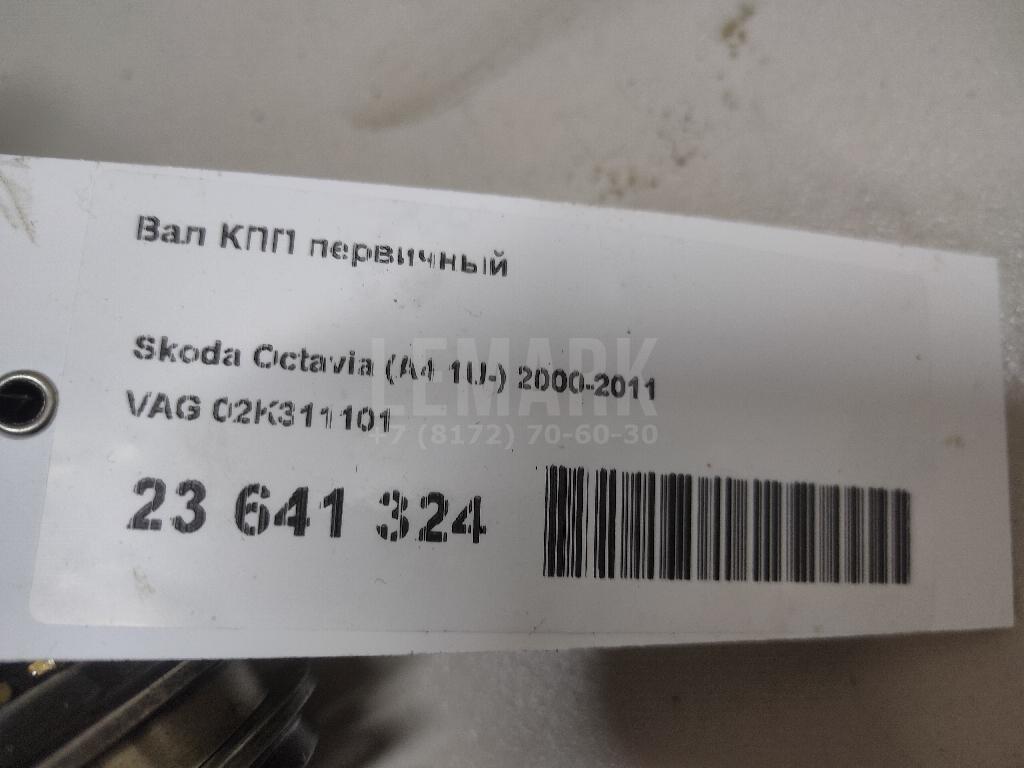 Вал КПП первичный
Skoda Octavia (A4 1U-) 2000-2011
VAG 02K311101
LEMARK
+7 (8172) 70-60-30
23 641 324